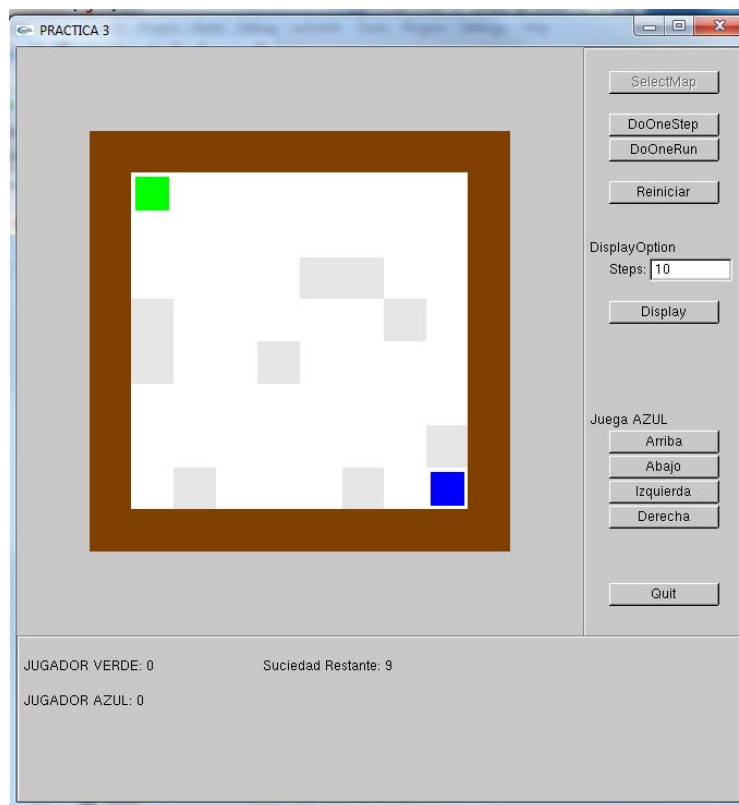 PRACTICA 3
SelectMap
DoOneStep
DoOneRun
Reiniciar
DisplayOption
Steps: 10
Display
Juega AZUL
Arriba
Abajo
Izquierda
Derecha
Quit
JUGADOR VERDE: 0 Suciedad Restante: 9
JUGADOR AZUL: 0